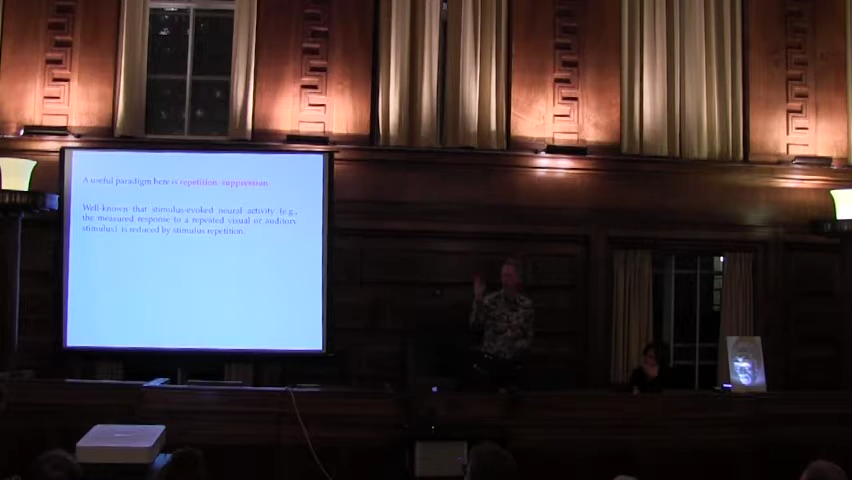 A useful paradigm here is repetition suppression
Well-known that stimulus-evoked neural activity (e.g.,
the measured response to a repeated visual or auditory
stimulus) is reduced by stimulus repetition.